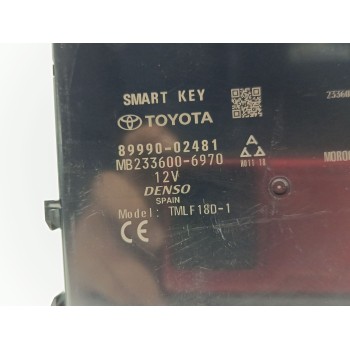 SMART KEY
TOYOTA
89990-02481
MB233600-6970
12V
DENSO
SPAIN
Model: TMLF18D-1
CE
A